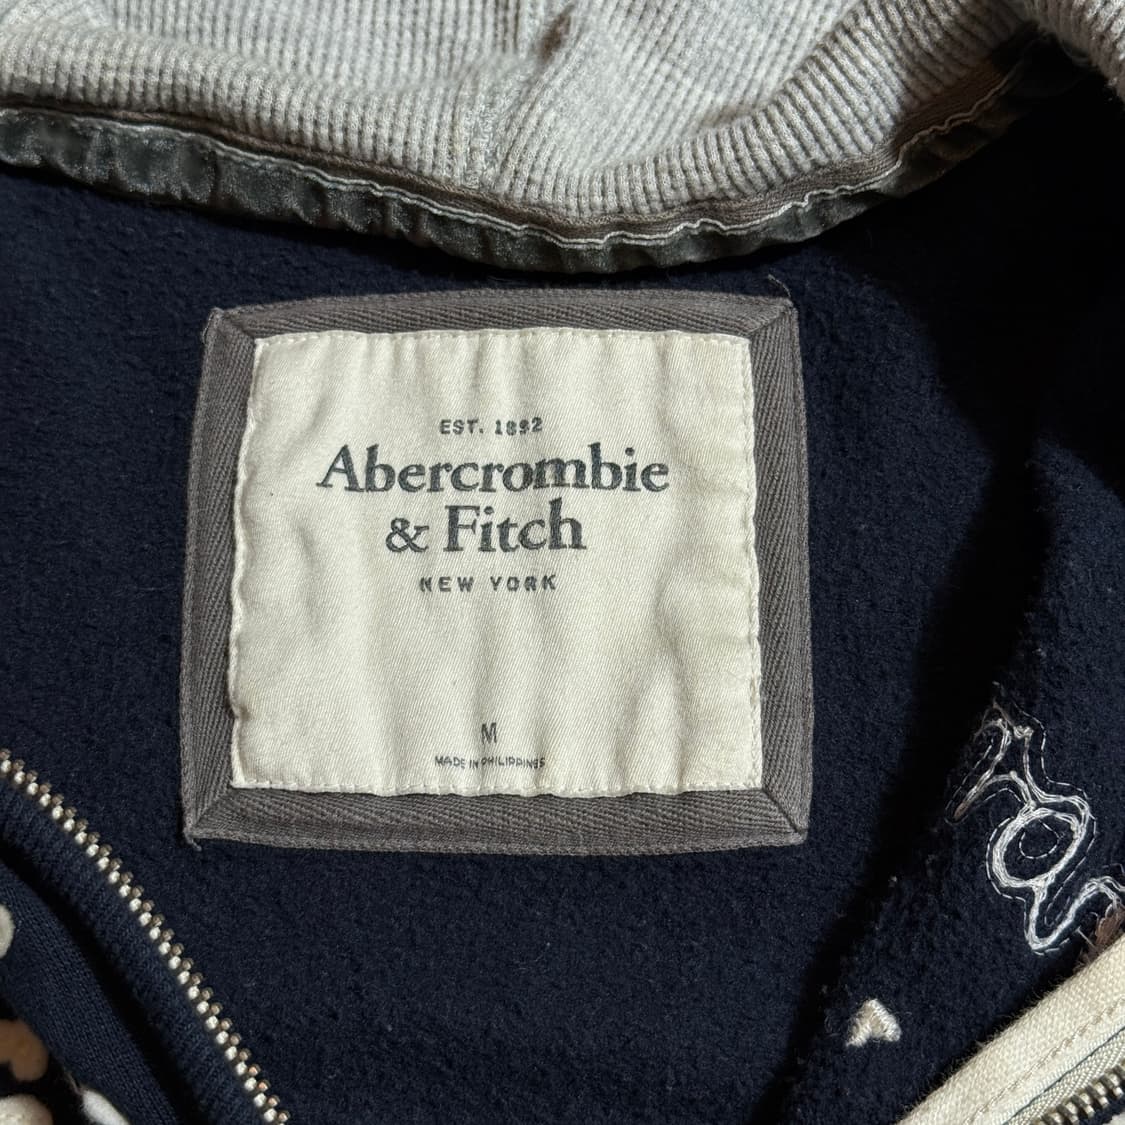 EST. 1892
Abercrombie
& Fitch
NEW YORK
M
MADE IN PHILIPPINES